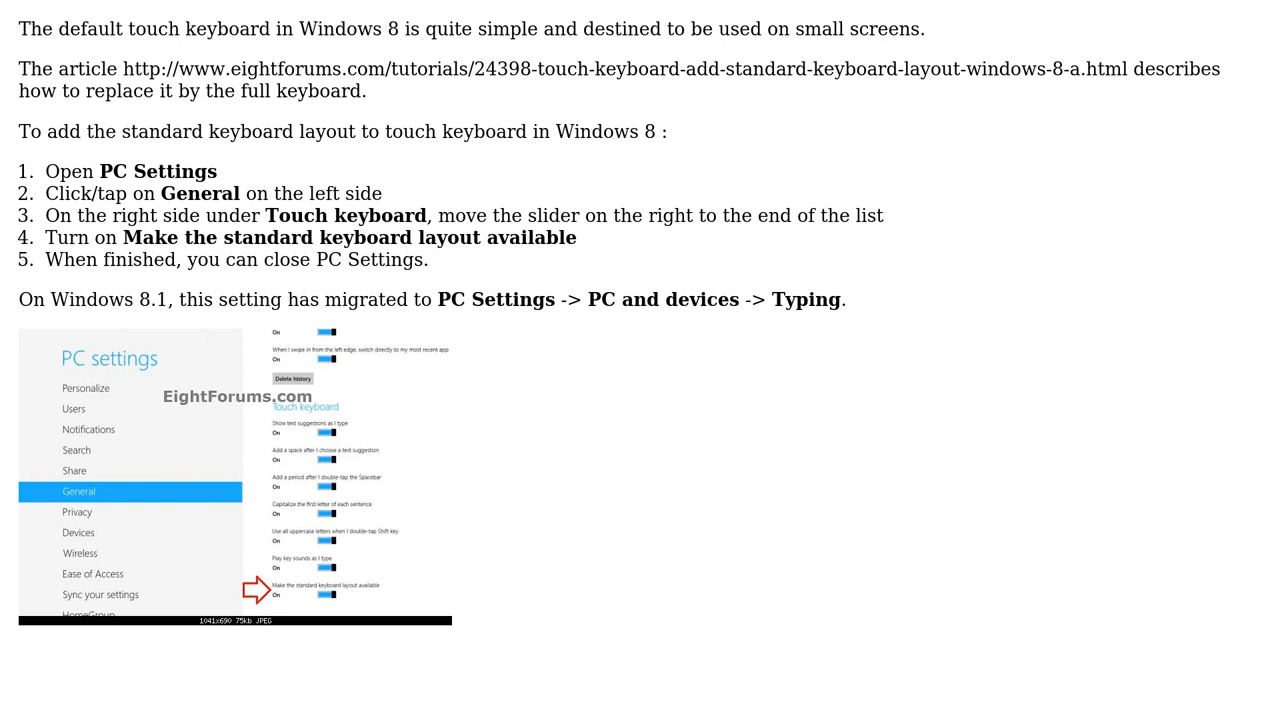 The default touch keyboard in Windows 8 is quite simple and destined to be used on small screens.
The article http://www.eightforums.com/tutorials/24398-touch-keyboard-add-standard-keyboard-layout-windows-8-a.html describes
how to replace it by the full keyboard.
To add the standard keyboard layout to touch keyboard in Windows 8 :
1. Open PC Settings
2. Click/tap on General on the left side
3. On the right side under Touch keyboard, move the slider on the right to the end of the list
4. Turn on Make the standard keyboard layout available
5. When finished, you can close PC Settings.
On Windows 8.1, this setting has migrated to PC Settings -> PC and devices -> Typing.
PC settings
Personalize
Users
Notifications
Search
Share
General
Privacy
Devices
Wireless
Ease of Access
Sync your settings
HomeGroup
EightForums.com
On
When I swipe in from the left edge, switch directly to my most recent app
On
Delete history
Touch keyboard
Show text suggestions as I type
On
Add a space after I choose a text suggestion
On
Add a period after I double-tap the Spacebar
On
Capitalize the first letter of each sentence
On
Use all uppercase letters when I double-tap Shift key
On
Play key sounds as I type
On
Make the standard keyboard layout available
On
1041x690 75kb JPEG